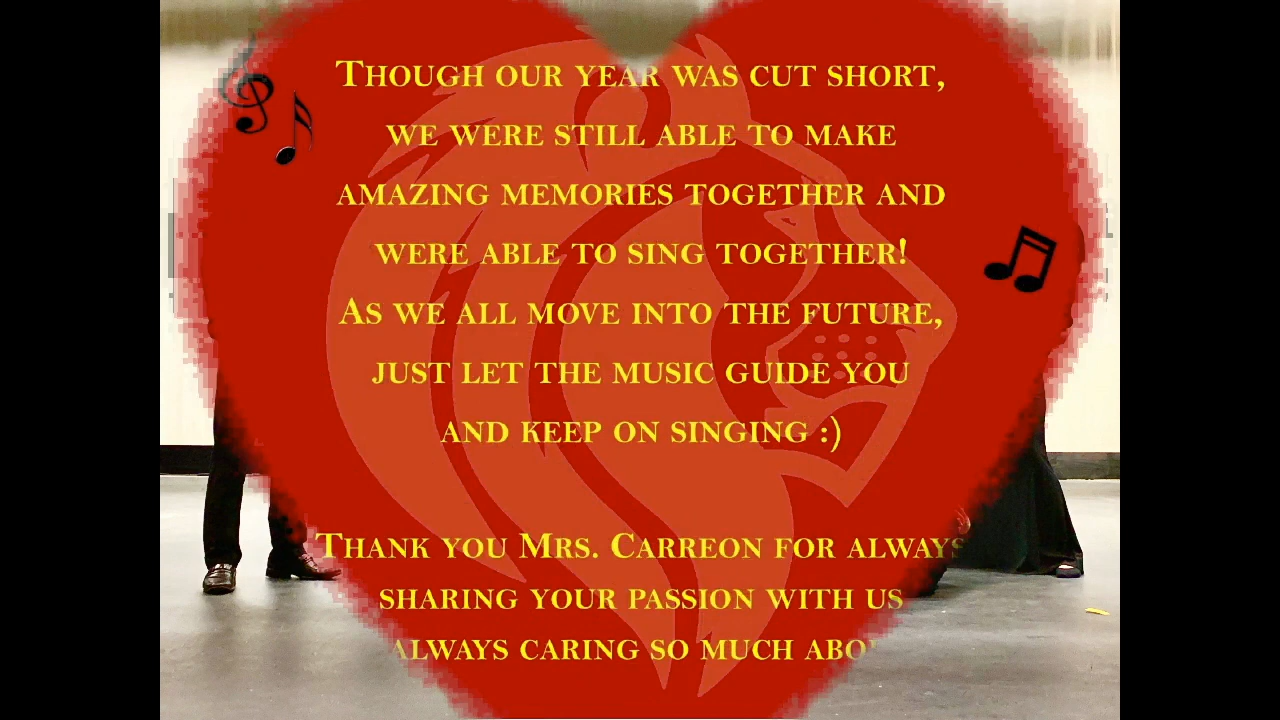 Though our year was cut short,
we were still able to make
amazing memories together and
were able to sing together!
As we all move into the future,
just let the music guide you
and keep on singing :)
Thank you Mrs. Carreon for always
sharing your passion with us
always caring so much